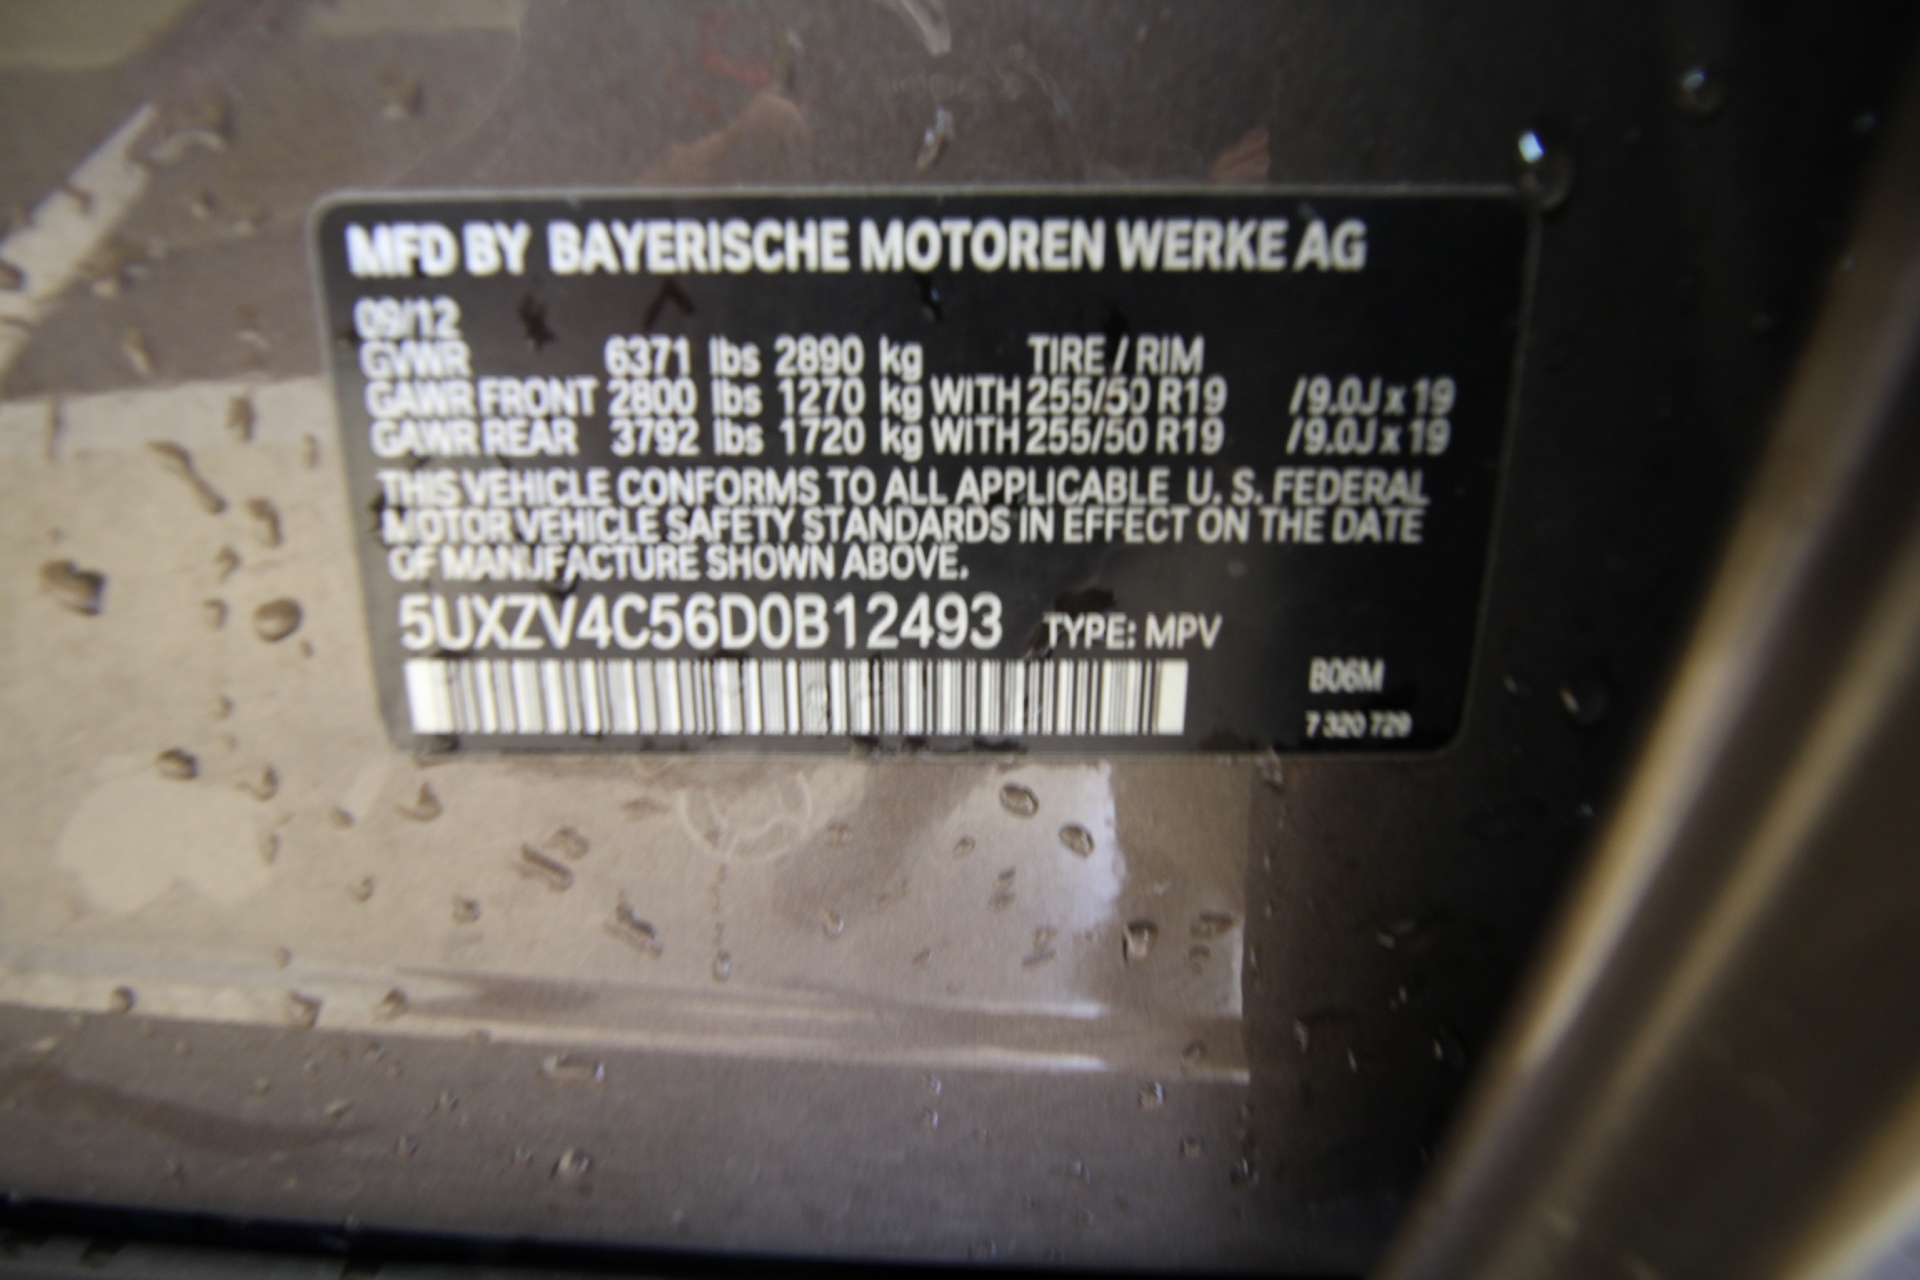 MFD BY BAYERISCHE MOTOREN WERKE AG
09/12
GVWR 6371 lbs 2890 kg TIRE / RIM
GAWR FRONT 2800 lbs 1270 kg WITH 255/50 R19 /9.0J x 19
GAWR REAR 3792 lbs 1720 kg WITH 255/50 R19 /9.0J x 19
THIS VEHICLE CONFORMS TO ALL APPLICABLE U. S. FEDERAL
MOTOR VEHICLE SAFETY STANDARDS IN EFFECT ON THE DATE
OF MANUFACTURE SHOWN ABOVE.
5UXZV4C56D0B12493 TYPE: MPV
B06M
7 320 729